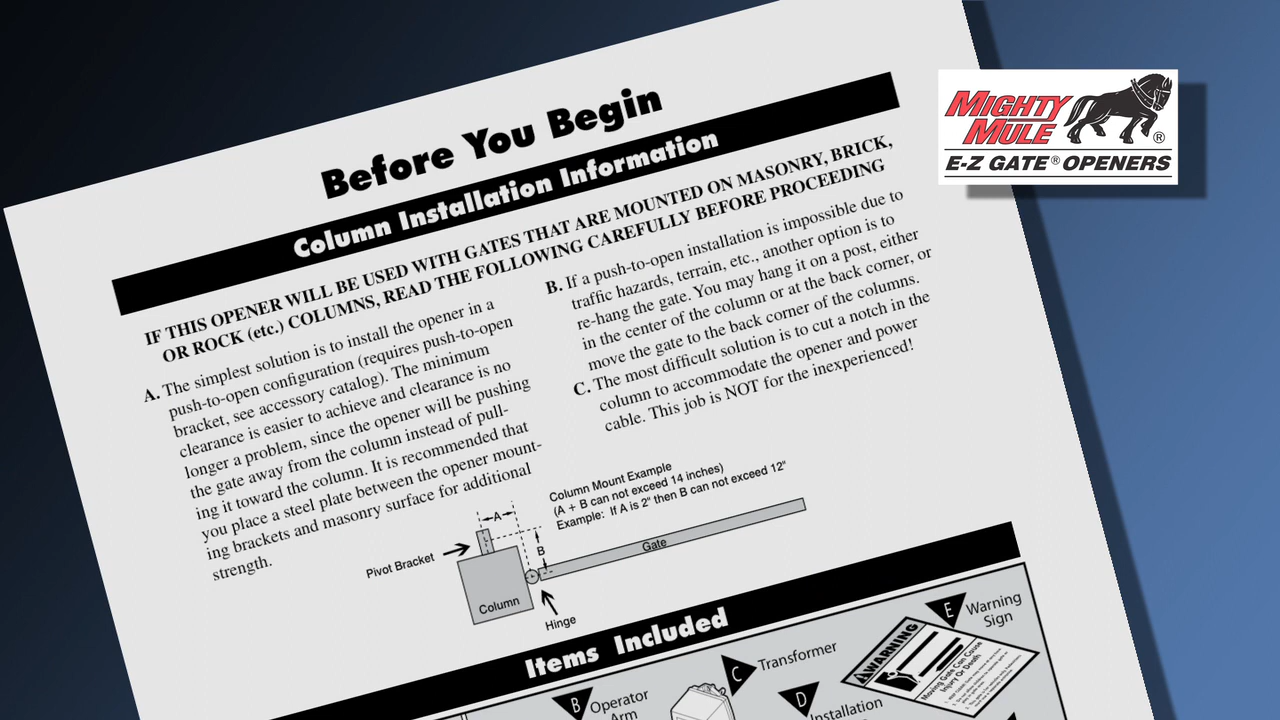 Before You Begin
Column Installation Information
IF THIS OPENER WILL BE USED WITH GATES THAT ARE MOUNTED ON MASONRY, BRICK,
OR ROCK (etc.) COLUMNS, READ THE FOLLOWING CAREFULLY BEFORE PROCEEDING
A. The simplest solution is to install the opener in a
push-to-open configuration (requires push-to-open
bracket, see accessory catalog). The minimum
clearance is easier to achieve and clearance is no
longer a problem, since the opener will be pushing
the gate away from the column instead of pull-
ing it toward the column. It is recommended that
you place a steel plate between the opener mount-
ing brackets and masonry surface for additional
strength.
B. If a push-to-open installation is impossible due to
traffic hazards, terrain, etc., another option is to
re-hang the gate. You may hang it on a post, either
in the center of the column or at the back corner, or
move the gate to the back corner of the columns.
C. The most difficult solution is to cut a notch in the
column to accommodate the opener and power
cable. This job is NOT for the inexperienced!
Column Mount Example
(A + B can not exceed 14 inches)
Example: If A is 2" then B can not exceed 12"
A
B
Pivot Bracket
Gate
Column
Hinge
Items Included
B Operator
Arm
C Transformer
D Installation
E Warning
Sign
WARNING
Moving Gate Can Cause
Injury Or Death
MIGHTY
MULE
®
E-Z GATE® OPENERS